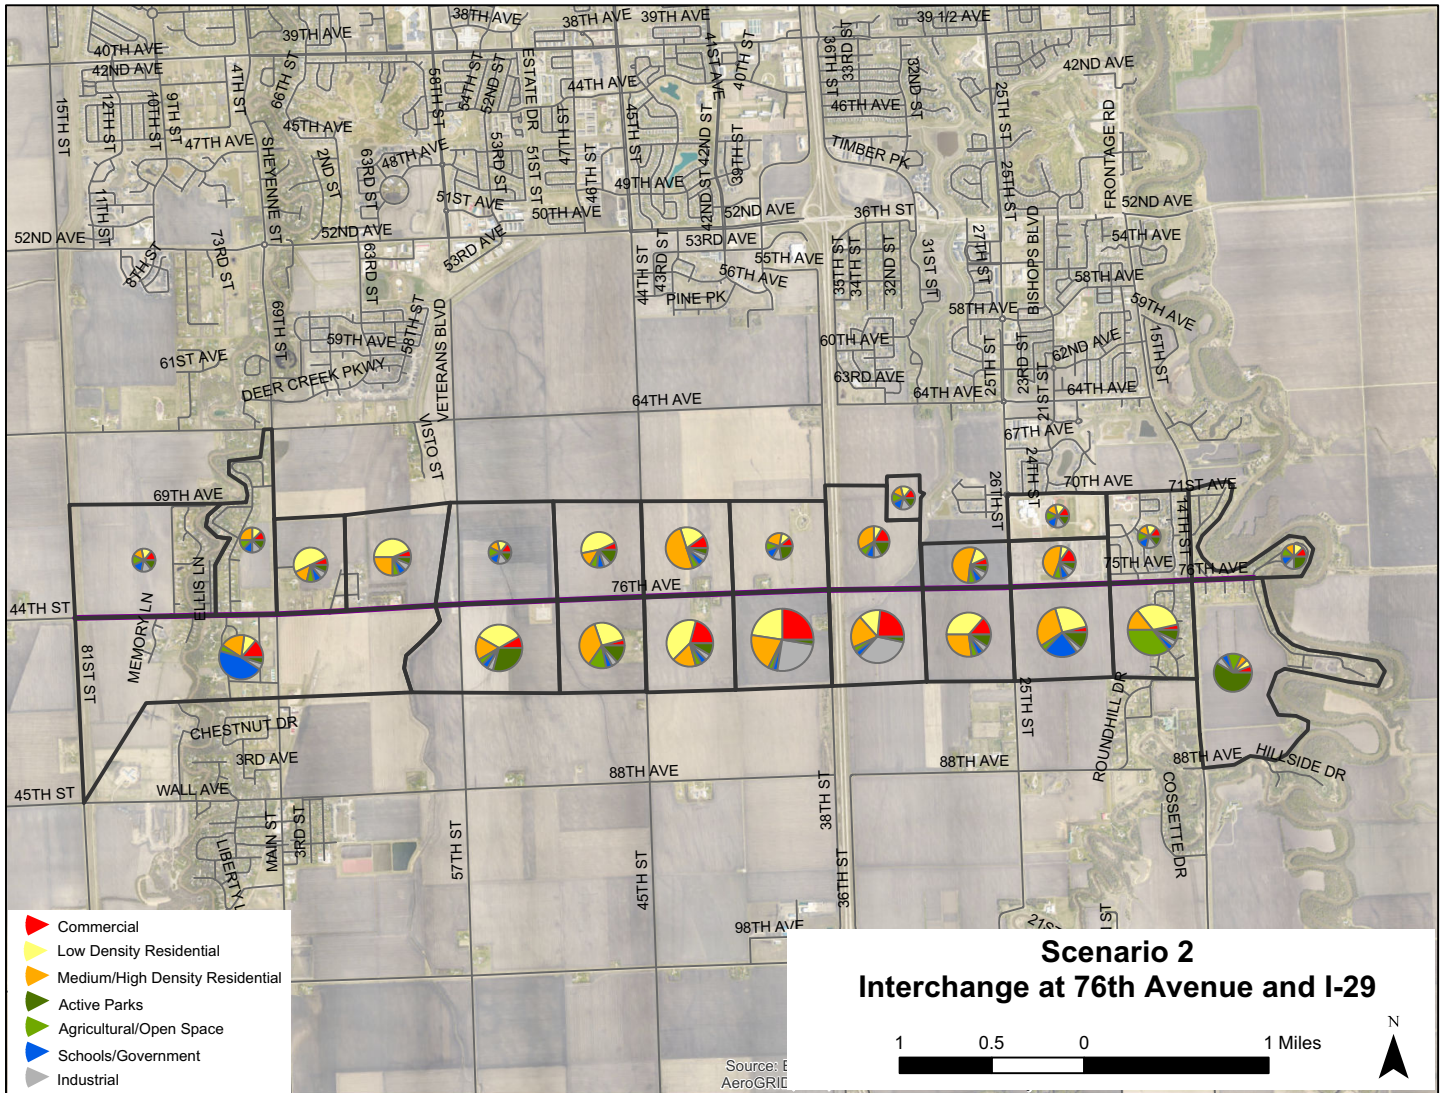 38TH AVE
38TH AVE
39TH AVE
39 1/2 AVE
39TH AVE
40TH AVE
42ND AVE
4TH ST
66TH ST
58TH ST
54TH ST
52ND ST
ESTATE DR
44TH AVE
41ST AVE
40TH ST
36TH ST
33RD ST
32ND ST
42ND AVE
15TH ST
12TH ST
10TH ST
9TH ST
47TH AVE
45TH AVE
SHEYENNE ST
2ND ST
63RD ST
48TH AVE
53RD ST
51ST ST
47TH ST
46TH ST
45TH ST
42ND ST
42ND ST
39TH ST
46TH AVE
TIMBER PK
25TH ST
25TH ST
FRONTAGE RD
11TH ST
51ST AVE
50TH AVE
49TH AVE
52ND AVE
36TH ST
52ND AVE
52ND AVE
8TH ST
73RD ST
52ND AVE
63RD ST
53RD AVE
53RD AVE
44TH ST
43RD ST
55TH AVE
56TH AVE
PINE PK
35TH ST
34TH ST
32ND ST
31ST ST
27TH ST
BISHOPS BLVD
54TH AVE
58TH AVE
59TH AVE
58TH AVE
69TH ST
59TH AVE
58TH ST
VETERANS BLVD
61ST AVE
DEER CREEK PKWY
60TH AVE
63RD AVE
64TH AVE
25TH ST
23RD ST
21ST ST
62ND AVE
64TH AVE
15TH ST
64TH AVE
VISTO ST
67TH AVE
24TH ST
26TH ST
70TH AVE
71ST AVE
14TH ST
69TH AVE
75TH AVE
76TH AVE
76TH AVE
ELLIS LN
MEMORY LN
44TH ST
81ST ST
25TH ST
ROUNDHILL DR
CHESTNUT DR
3RD AVE
WALL AVE
45TH ST
88TH AVE
88TH AVE
88TH AVE
HILLSIDE DR
COSSETTE DR
LIBERTY L
MAIN ST
3RD ST
57TH ST
45TH ST
38TH ST
36TH ST
98TH AVE
21ST
ST
Commercial
Low Density Residential
Medium/High Density Residential
Active Parks
Agricultural/Open Space
Schools/Government
Industrial
Scenario 2
Interchange at 76th Avenue and I-29
1 0.5 0 1 Miles
N
Source: E
AeroGRID